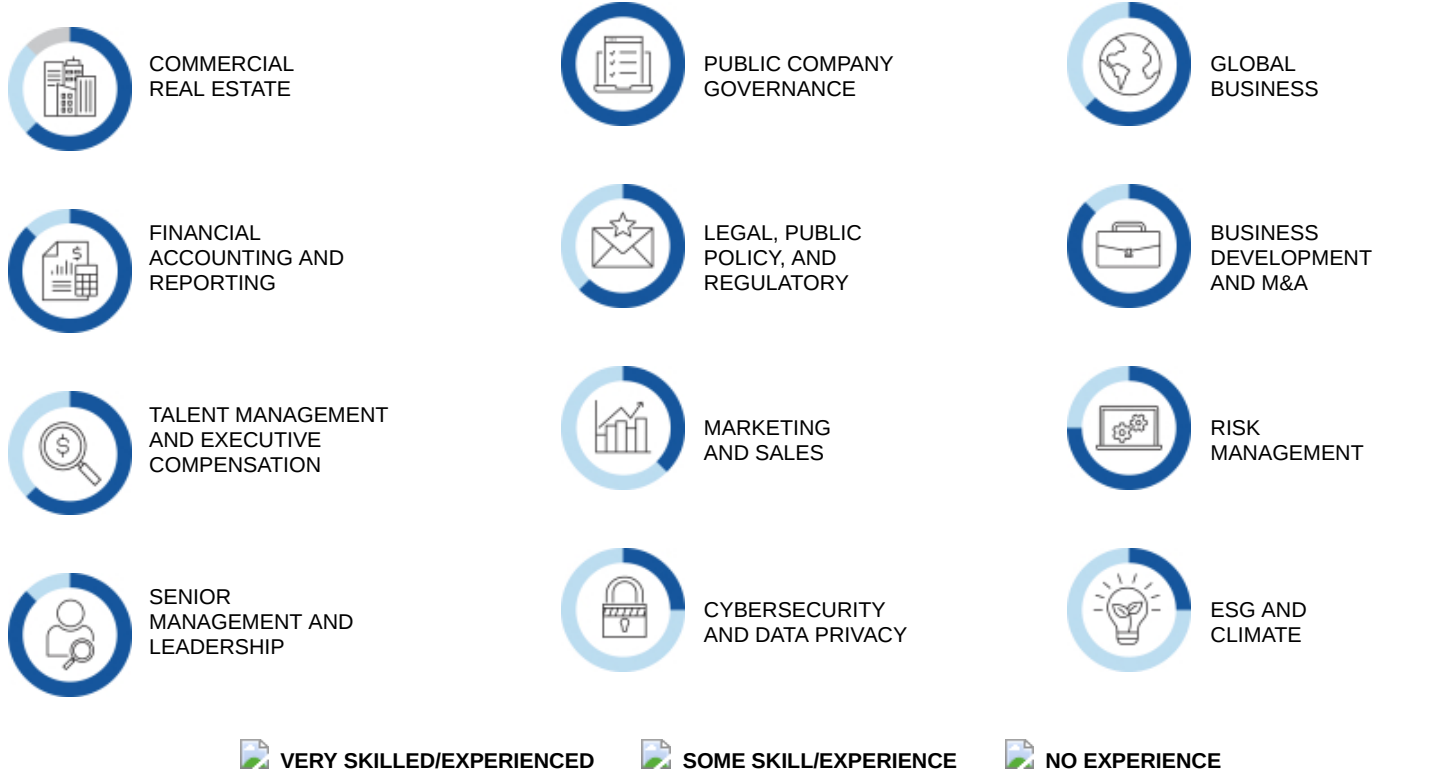 COMMERCIAL
REAL ESTATE
PUBLIC COMPANY
GOVERNANCE
GLOBAL
BUSINESS
FINANCIAL
ACCOUNTING AND
REPORTING
LEGAL, PUBLIC
POLICY, AND
REGULATORY
BUSINESS
DEVELOPMENT
AND M&A
TALENT MANAGEMENT
AND EXECUTIVE
COMPENSATION
MARKETING
AND SALES
RISK
MANAGEMENT
SENIOR
MANAGEMENT AND
LEADERSHIP
CYBERSECURITY
AND DATA PRIVACY
ESG AND
CLIMATE
VERY SKILLED/EXPERIENCED
SOME SKILL/EXPERIENCE
NO EXPERIENCE